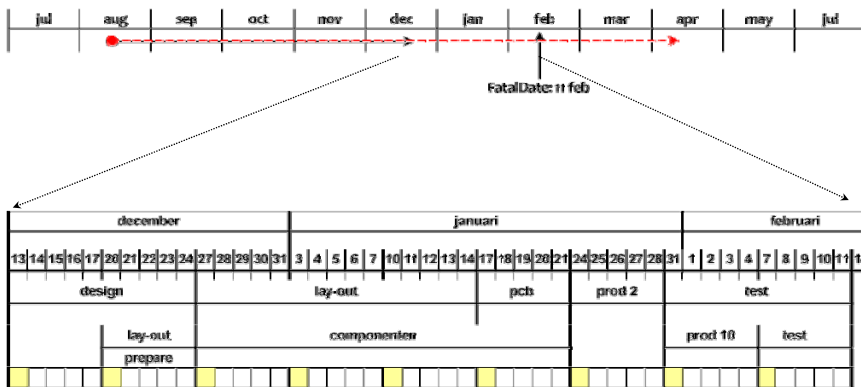 jul aug sep oct nov dec jan feb mar apr may jul
FatalDate: 11 feb
december januari februari
13 14 15 16 17 20 21 22 23 24 27 28 29 30 31 3 4 5 6 7 10 11 12 13 14 17 18 19 20 21 24 25 26 27 28 31 1 2 3 4 7 8 9 10 11
design lay-out pcb prod 2 test
lay-out componenten prod 10 test
prepare